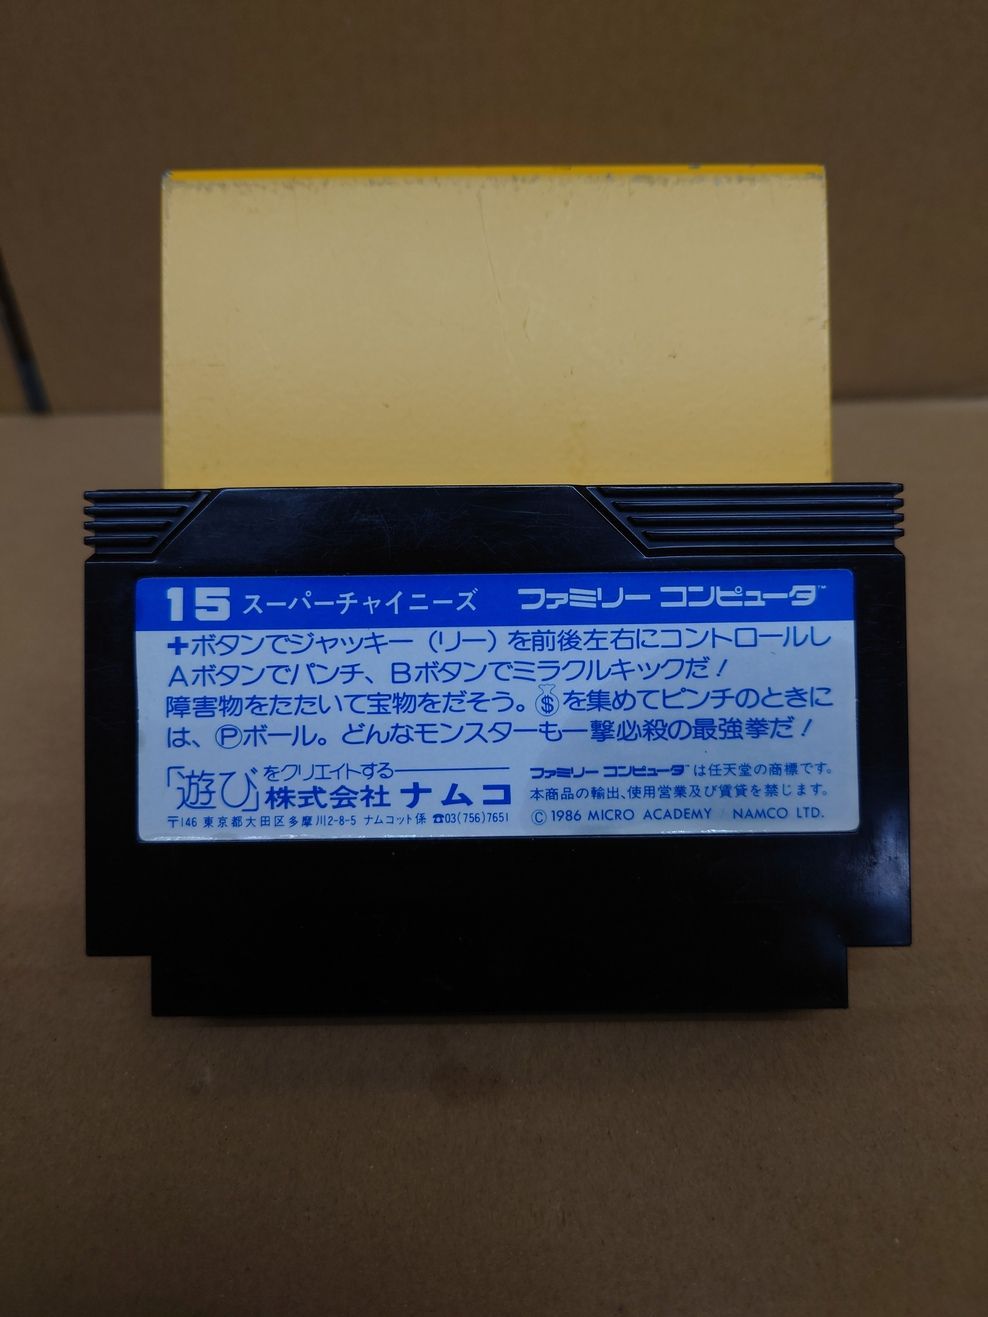 15 スーパーチャイニーズ ファミリー コンピュータ™
+ボタンでジャッキー(リー)を前後左右にコントロールし
Aボタンでパンチ、Bボタンでミラクルキックだ!
障害物をたたいて宝物をだそう。$を集めてピンチのときに
は、Ⓟボール。どんなモンスターも一撃必殺の最強拳だ!
「遊び」をクリエイトする
株式会社 ナムコ
〒146 東京都大田区多摩川2-8-5 ナムコット係 ☎03(756)7651
ファミリー コンピュータ™は任天堂の商標です。
本商品の輸出、使用営業及び賃貸を禁じます。
© 1986 MICRO ACADEMY / NAMCO LTD.